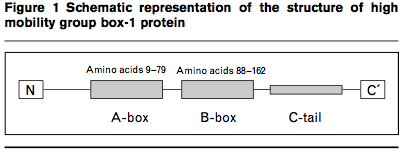 Figure 1 Schematic representation of the structure of high
mobility group box-1 protein
Amino acids 9–79 Amino acids 88–162
N C´
A-box B-box C-tail